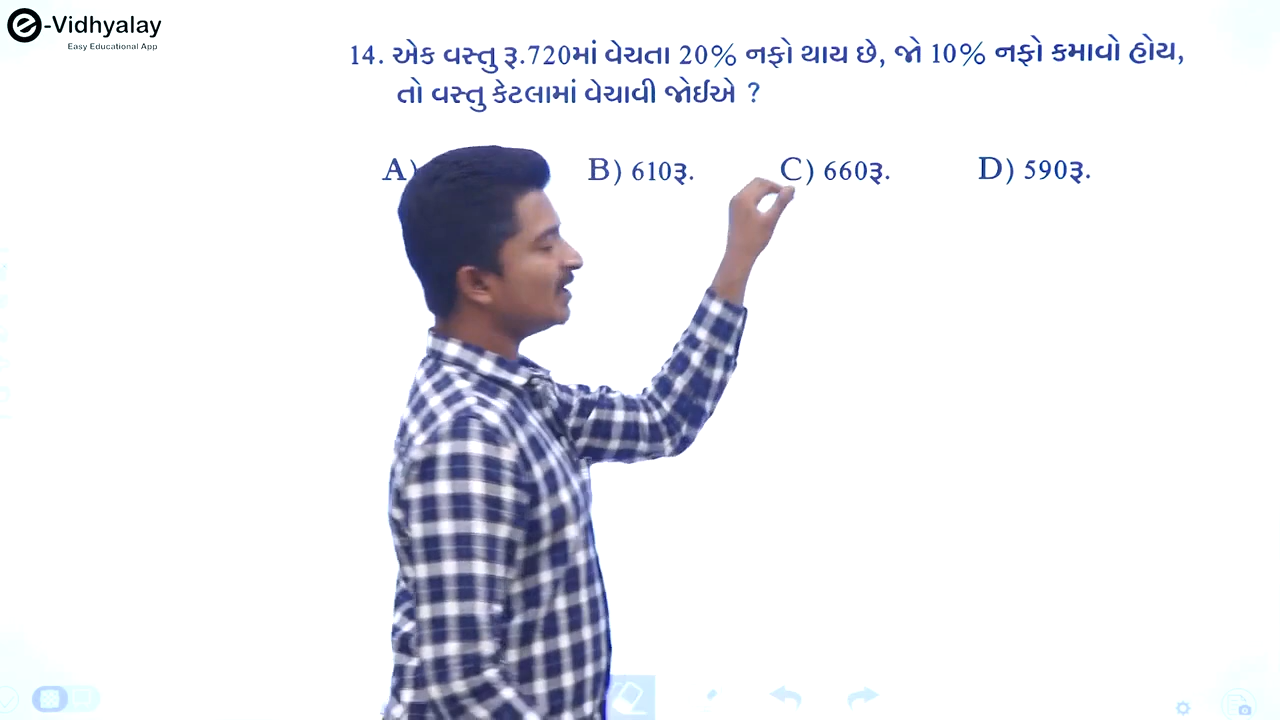 e-Vidhyalay
Easy Educational App
14. એક વસ્તુ રૂ.720માં વેચતા 20% નફો થાય છે, જો 10% નફો કમાવો હોય,
તો વસ્તુ કેટલામાં વેચાવી જોઈએ ?
A) B) 610રૂ. C) 660રૂ. D) 590રૂ.